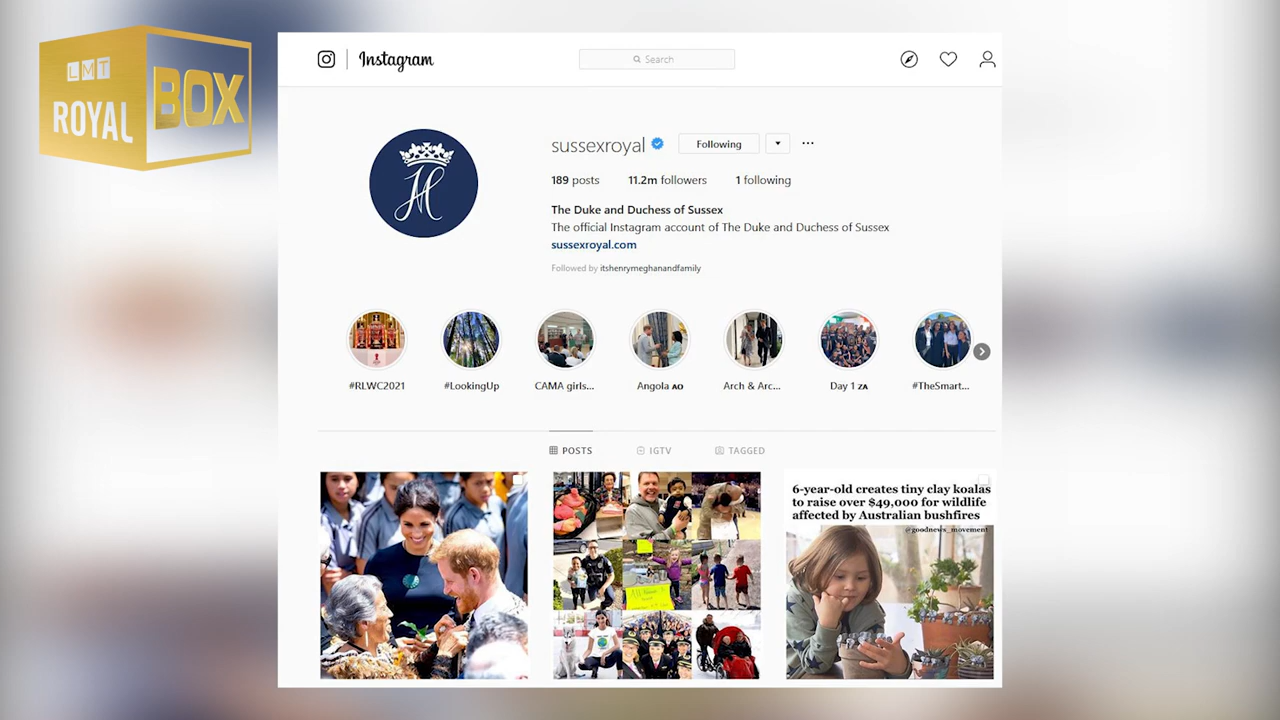 LMT
ROYAL
BOX
Instagram
Search
sussexroyal
Following
189 posts 11.2m followers 1 following
The Duke and Duchess of Sussex
The official Instagram account of The Duke and Duchess of Sussex
sussexroyal.com
Followed by itshenrymeghanandfamily
#RLWC2021 #LookingUp CAMA girls... Angola AO Arch & Arc... Day 1 ZA #TheSmart...
POSTS IGTV TAGGED
6-year-old creates tiny clay koalas
to raise over $49,000 for wildlife
affected by Australian bushfires
@goodnews_movement